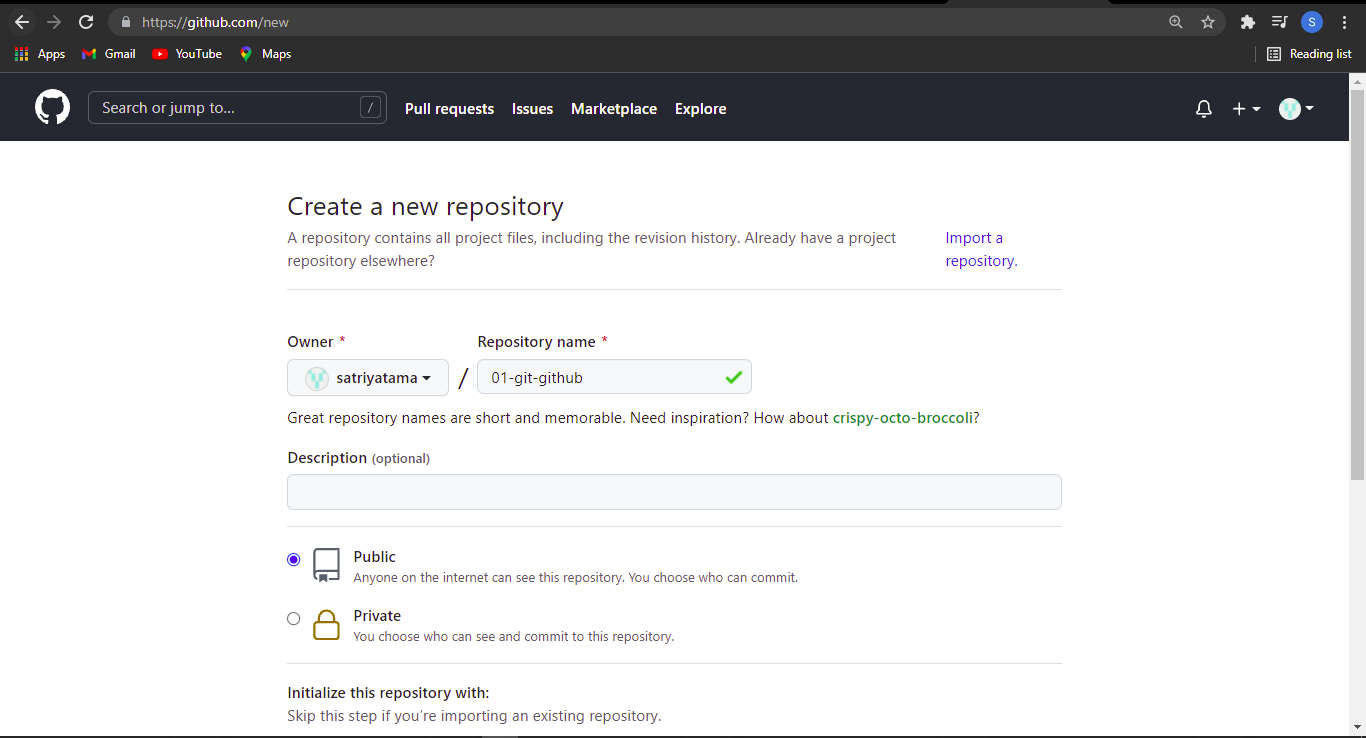 https://github.com/new
S
Apps Gmail YouTube Maps Reading list
Search or jump to... / Pull requests Issues Marketplace Explore
Create a new repository
A repository contains all project files, including the revision history. Already have a project
repository elsewhere?
Import a
repository.
Owner * Repository name *
satriyatama / 01-git-github
Great repository names are short and memorable. Need inspiration? How about crispy-octo-broccoli?
Description (optional)
Public
Anyone on the internet can see this repository. You choose who can commit.
Private
You choose who can see and commit to this repository.
Initialize this repository with:
Skip this step if you’re importing an existing repository.